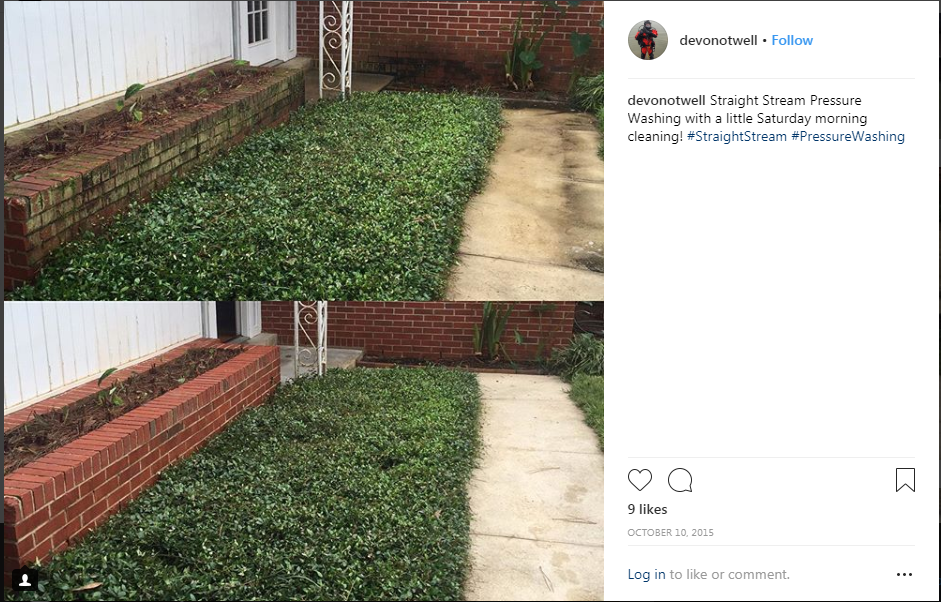 devonotwell • Follow
devonotwell Straight Stream Pressure
Washing with a little Saturday morning
cleaning! #StraightStream #PressureWashing
9 likes
OCTOBER 10, 2015
Log in to like or comment.